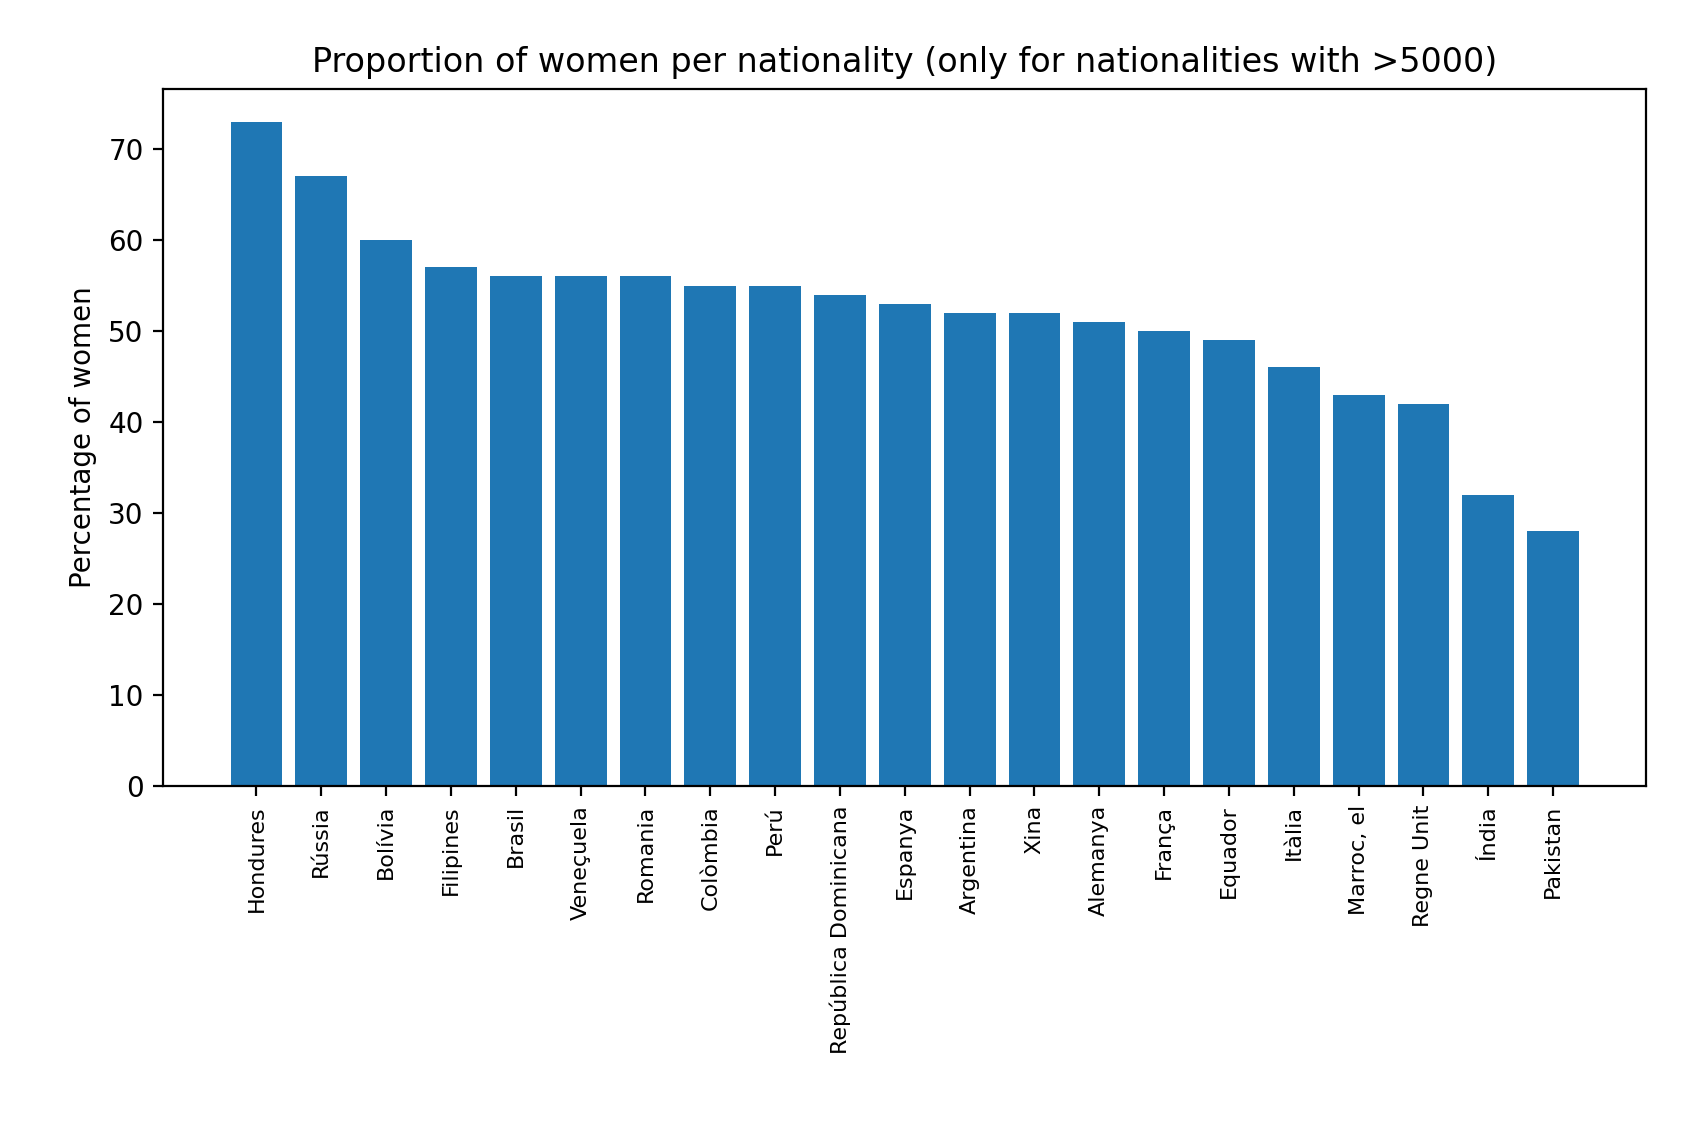 Proportion of women per nationality (only for nationalities with >5000)
Percentage of women
70
60
50
40
30
20
10
0
Hondures
Rússia
Bolívia
Filipines
Brasil
Veneçuela
Romania
Colòmbia
Perú
República Dominicana
Espanya
Argentina
Xina
Alemanya
França
Equador
Itàlia
Marroc, el
Regne Unit
Índia
Pakistan